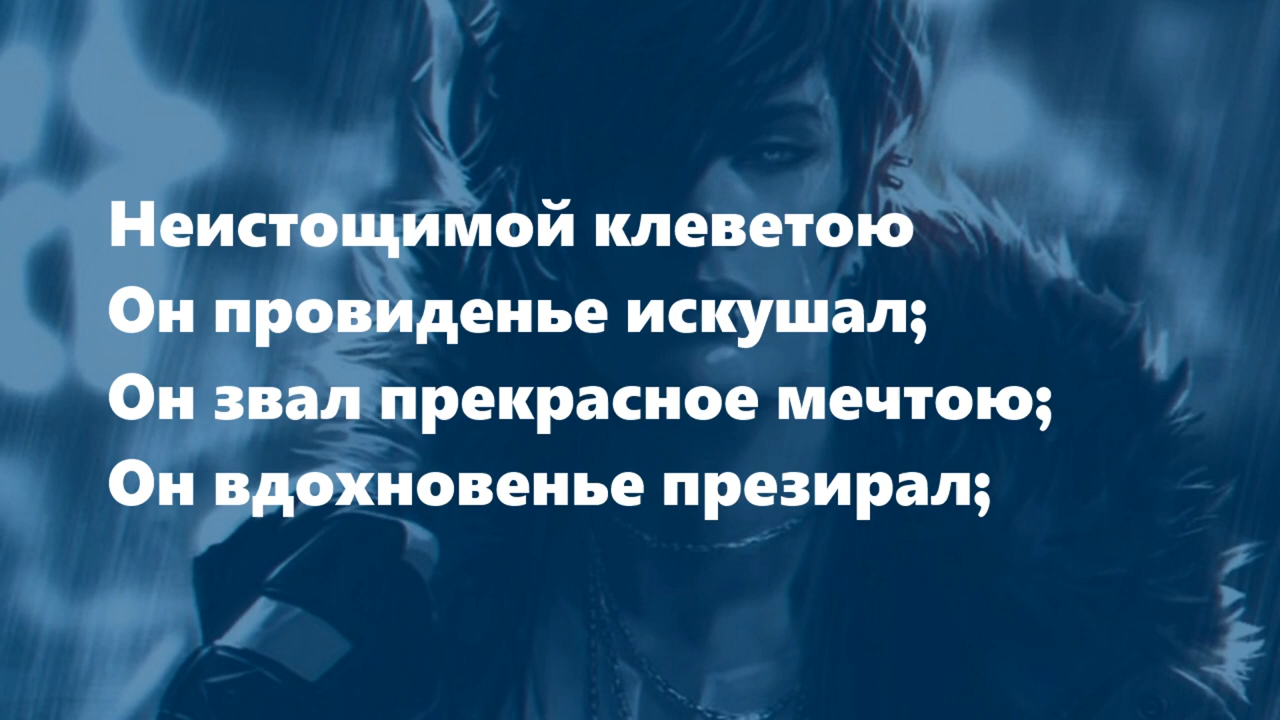 Неистощимой клеветою
Он провиденье искушал;
Он звал прекрасное мечтою;
Он вдохновенье презирал;